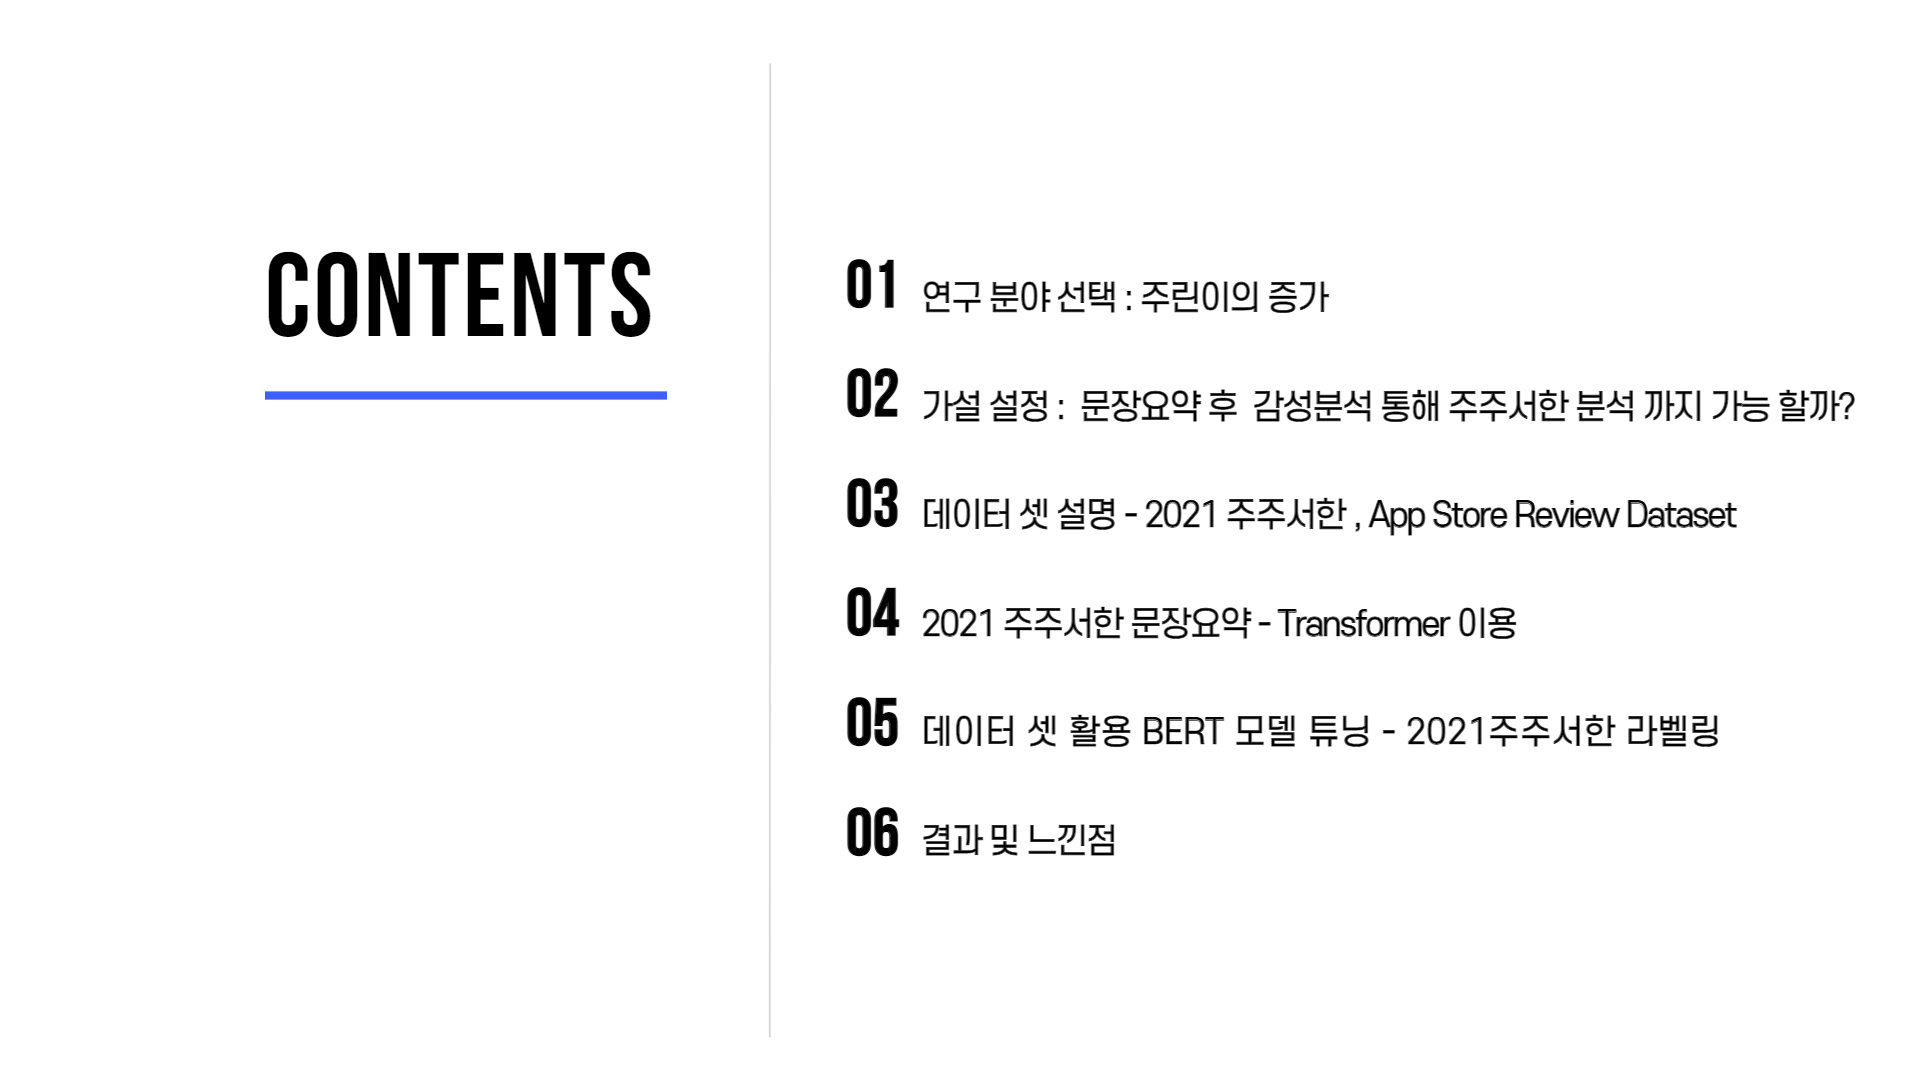 CONTENTS
01 연구 분야 선택 : 주린이의 증가
02 가설 설정 : 문장요약 후 감성분석 통해 주주서한 분석 까지 가능 할까?
03 데이터 셋 설명 - 2021 주주서한 , App Store Review Dataset
04 2021 주주서한 문장요약 - Transformer 이용
05 데이터 셋 활용 BERT 모델 튜닝 - 2021주주서한 라벨링
06 결과 및 느낀점